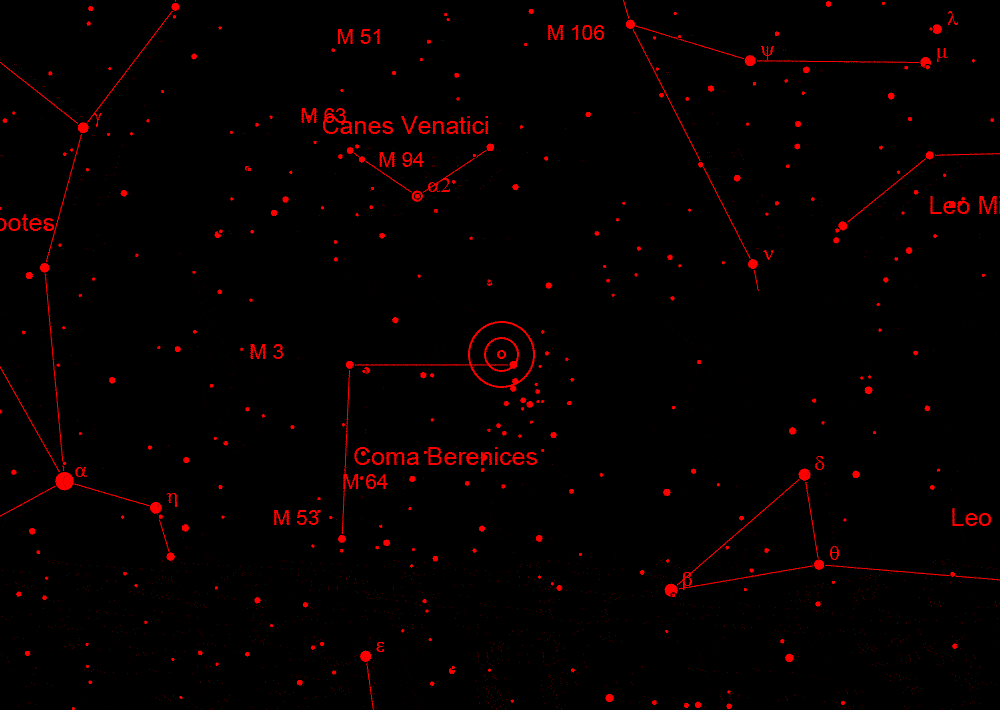 λ
M 51
M 106
ψ
μ
M 63
γ
Canes Venatici
M 94
α2
Leo M
ootes
ν
M 3
Coma Berenices
δ
α
M 64
η
M 53
Leo
θ
β
ε